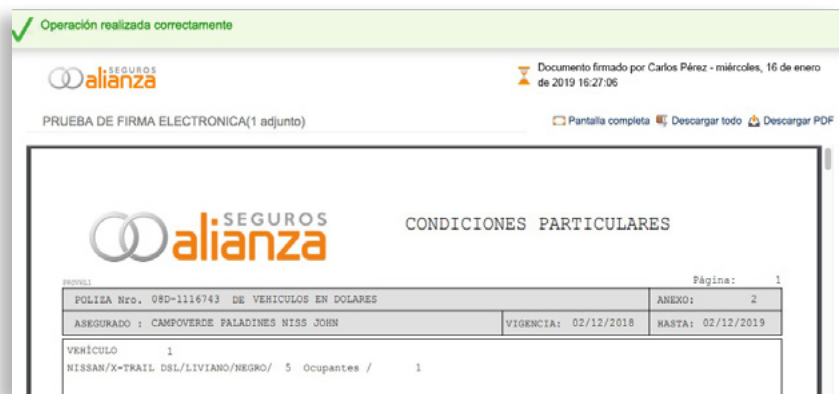 Operación realizada correctamente
SEGUROS
alianza
Documento firmado por Carlos Pérez - miércoles, 16 de enero
de 2019 16:27:06
PRUEBA DE FIRMA ELECTRONICA(1 adjunto)
Pantalla completa Descargar todo Descargar PDF
SEGUROS
alianza
CONDICIONES PARTICULARES
Página: 1
POLIZA Nro. 08D-1116743 DE VEHICULOS EN DOLARES ANEXO: 2
ASEGURADO : CAMPOVERDE PALADINES NISS JOHN VIGENCIA: 02/12/2018 HASTA: 02/12/2019
VEHÍCULO 1
NISSAN/X-TRAIL DSL/LIVIANO/NEGRO/ 5 Ocupantes / 1